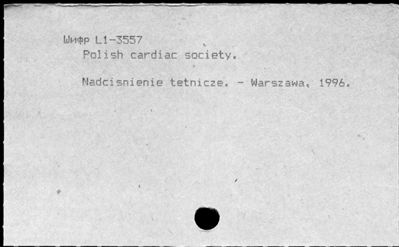 Шифр L1-3557
Polish cardiac society.
Nadcisnienie tetnicze. - Warszawa, 1996.